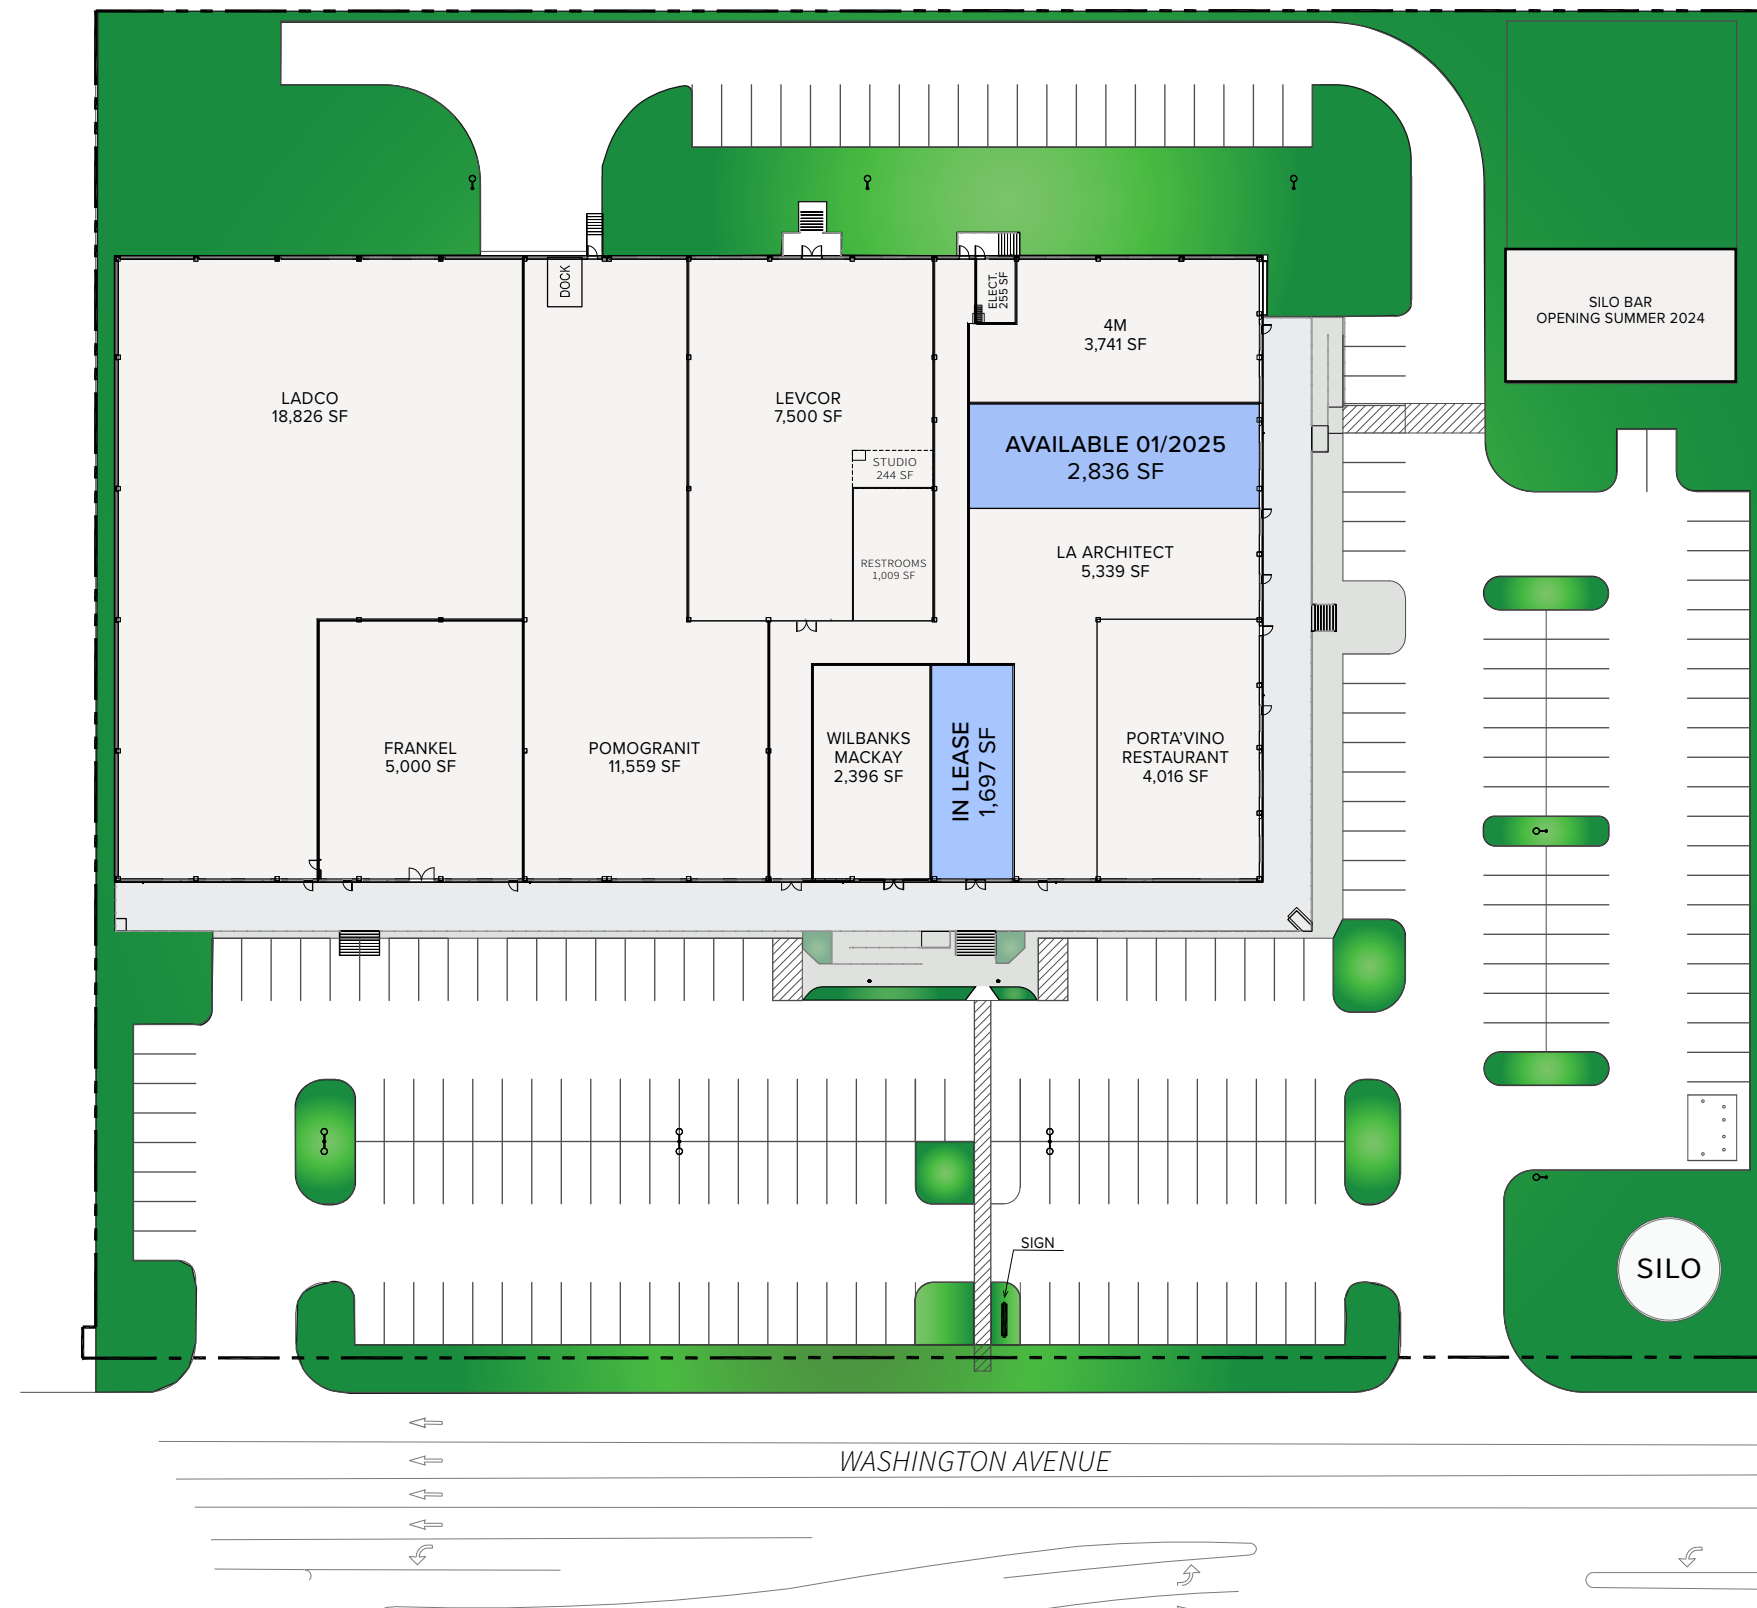 SILO BAR
OPENING SUMMER 2024
DOCK
ELECT.
255 SF
4M
3,741 SF
LADCO
18,826 SF
LEVCOR
7,500 SF
AVAILABLE 01/2025
2,836 SF
STUDIO
244 SF
RESTROOMS
1,009 SF
LA ARCHITECT
5,339 SF
FRANKEL
5,000 SF
POMOGRANIT
11,559 SF
WILBANKS
MACKAY
2,396 SF
IN LEASE
1,697 SF
PORTA'VINO
RESTAURANT
4,016 SF
SIGN
SILO
WASHINGTON AVENUE